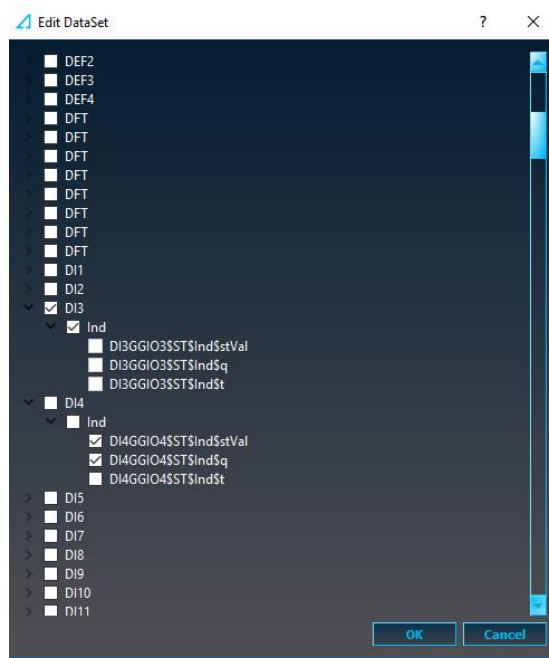 Edit DataSet ?
DEF2
DEF3
DEF4
DFT
DFT
DFT
DFT
DFT
DFT
DFT
DFT
DI1
DI2
DI3
Ind
DI3GGIO3$ST$Ind$stVal
DI3GGIO3$ST$Ind$q
DI3GGIO3$ST$Ind$t
DI4
Ind
DI4GGIO4$ST$Ind$stVal
DI4GGIO4$ST$Ind$q
DI4GGIO4$ST$Ind$t
DI5
DI6
DI7
DI8
DI9
DI10
DI11
OK Cancel